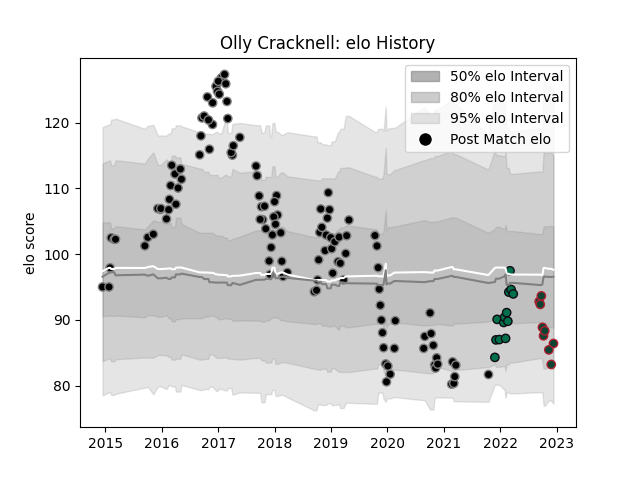 Olly Cracknell: elo History
50% elo Interval
80% elo Interval
95% elo Interval
Post Match elo
elo score
120
110
100
90
80
2015 2016 2017 2018 2019 2020 2021 2022 2023